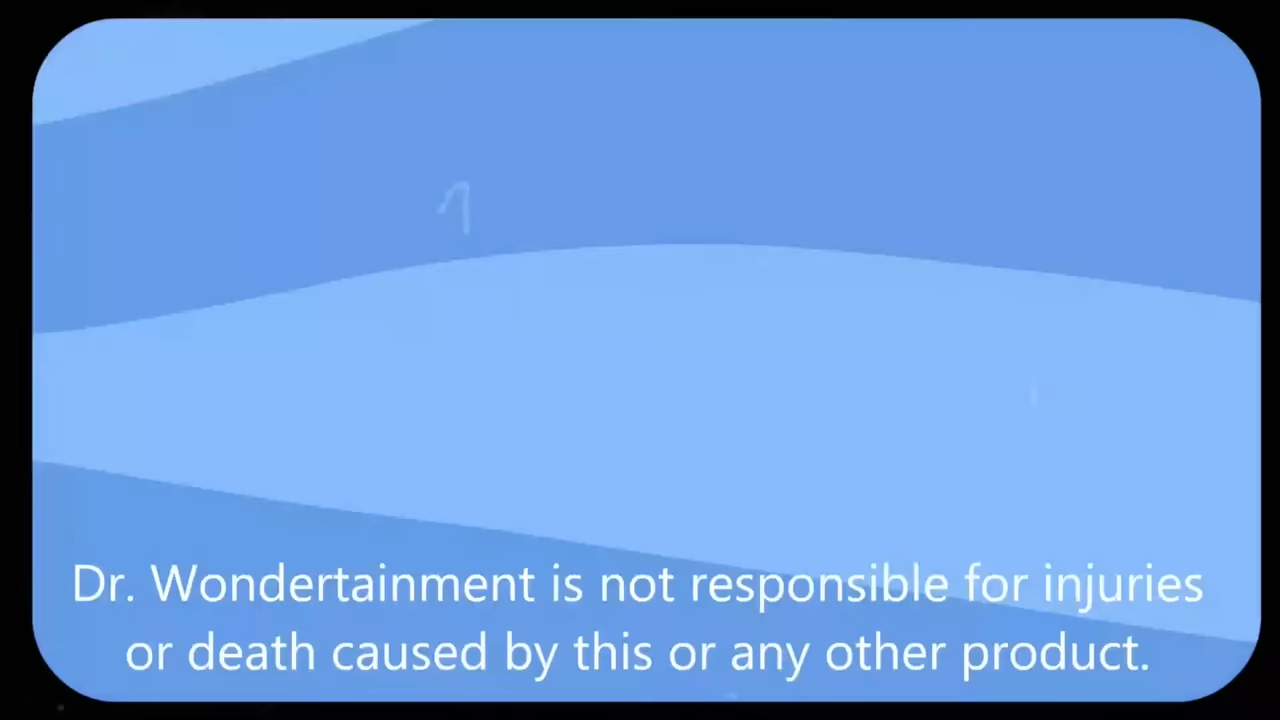 Dr. Wondertainment is not responsible for injuries
or death caused by this or any other product.